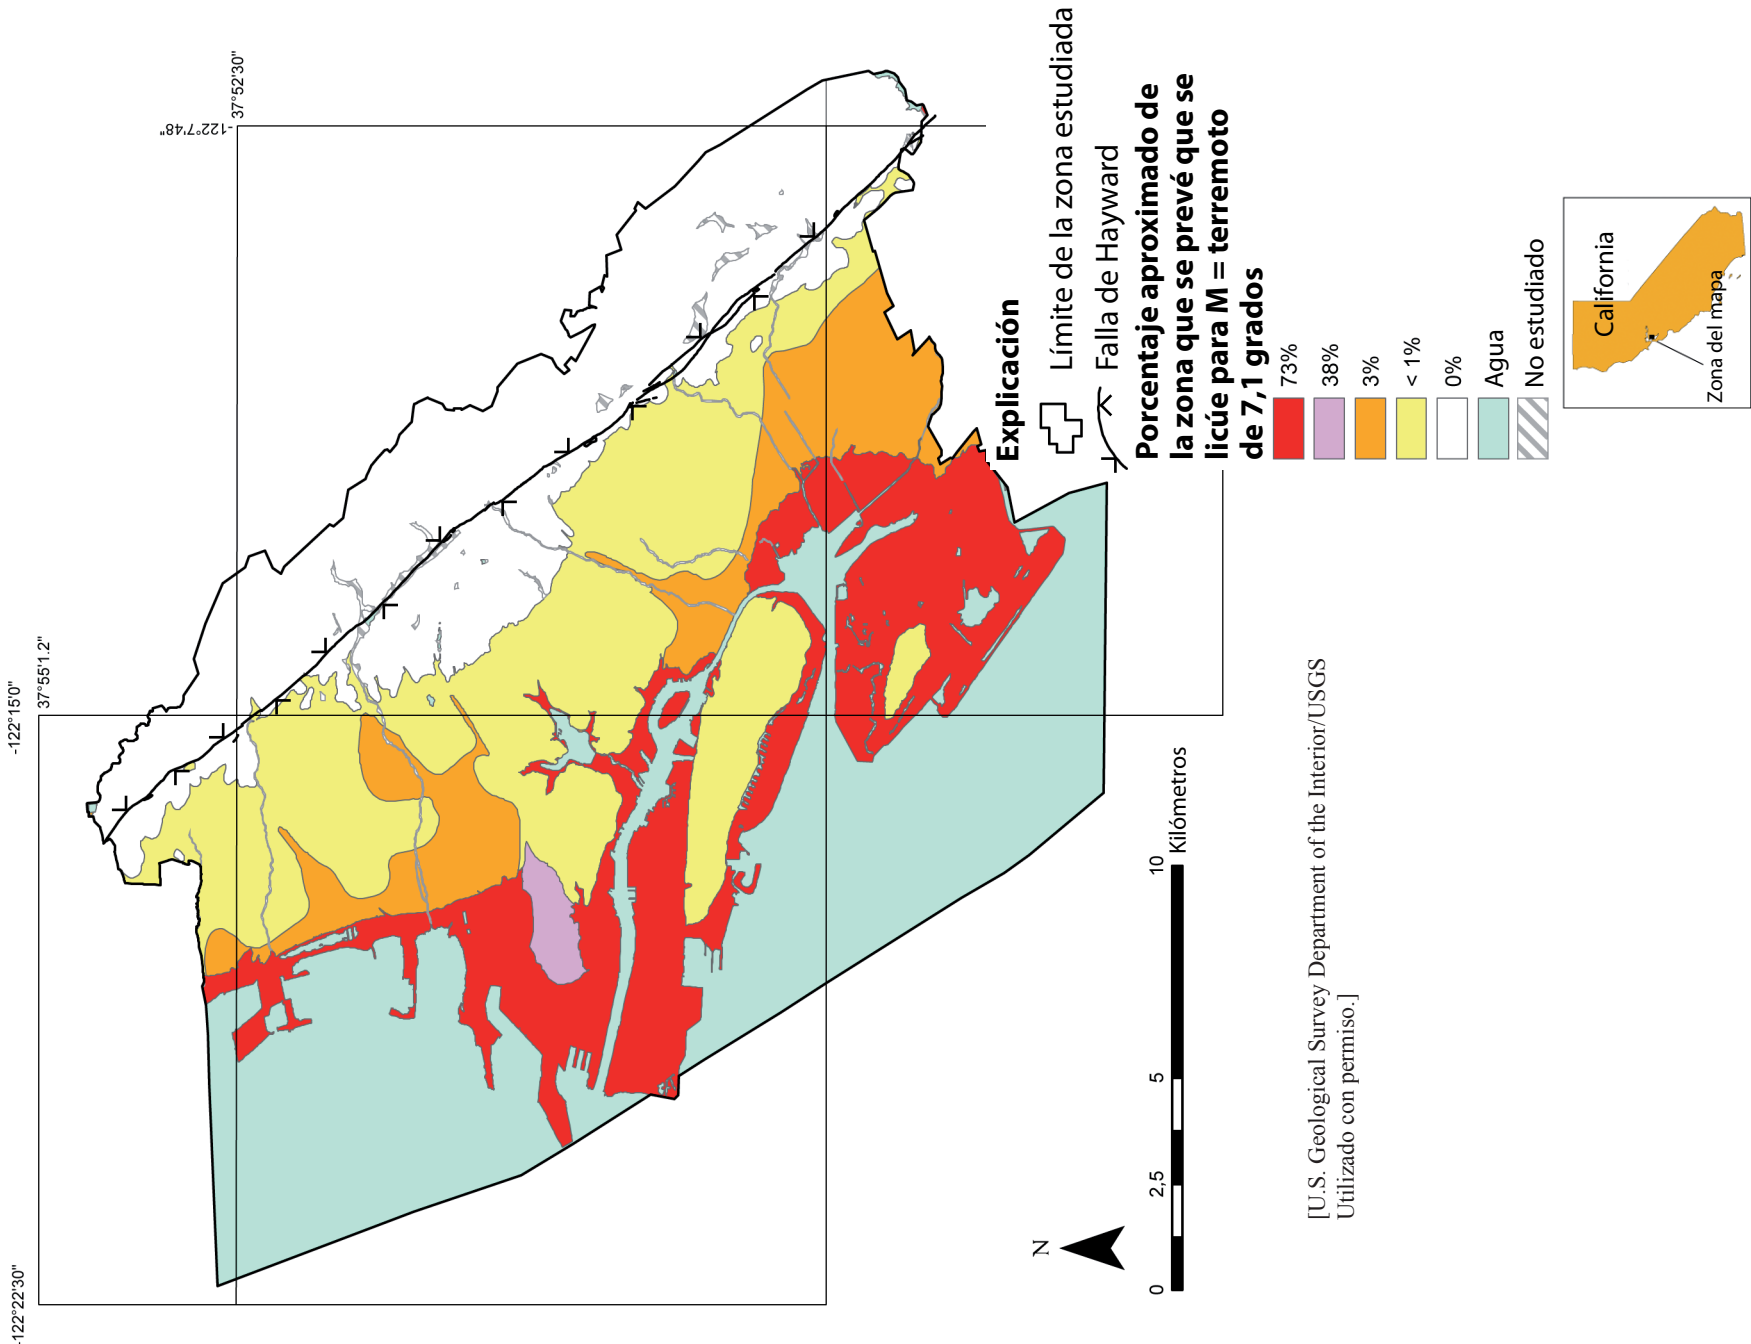 -122°22'30"
-122°15'0"
37°55'1.2"
-122°7'48"
37°52'30"
Explicación
Límite de la zona estudiada
Falla de Hayward
Porcentaje aproximado de
la zona que se prevé que se
licúe para M = terremoto
de 7,1 grados
73%
38%
3%
< 1%
0%
Agua
No estudiado
California
Zona del mapa
N
0
2,5
5
10
Kilómetros
[U.S. Geological Survey Department of the Interior/USGS
Utilizado con permiso.]